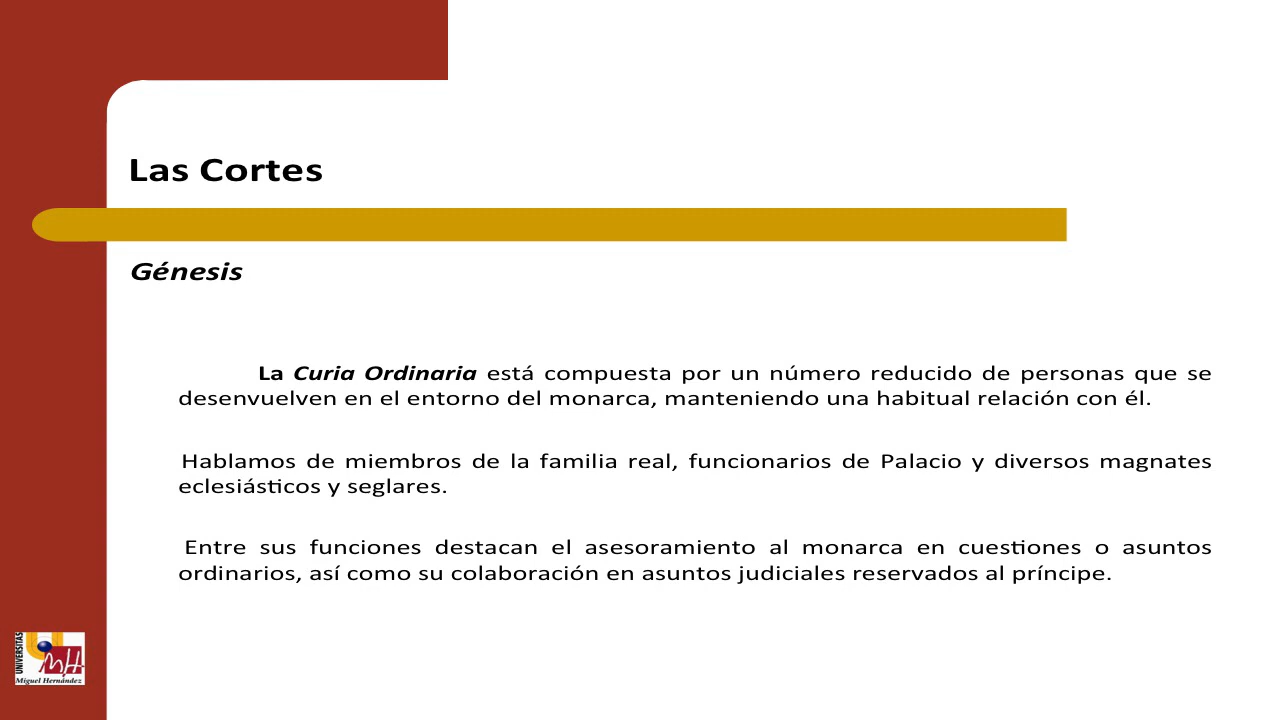 Las Cortes
Génesis
La Curia Ordinaria está compuesta por un número reducido de personas que se
desenvuelven en el entorno del monarca, manteniendo una habitual relación con él.
Hablamos de miembros de la familia real, funcionarios de Palacio y diversos magnates
eclesiásticos y seglares.
Entre sus funciones destacan el asesoramiento al monarca en cuestiones o asuntos
ordinarios, así como su colaboración en asuntos judiciales reservados al príncipe.
UNIVERSITAS
MH
Miguel Hernández